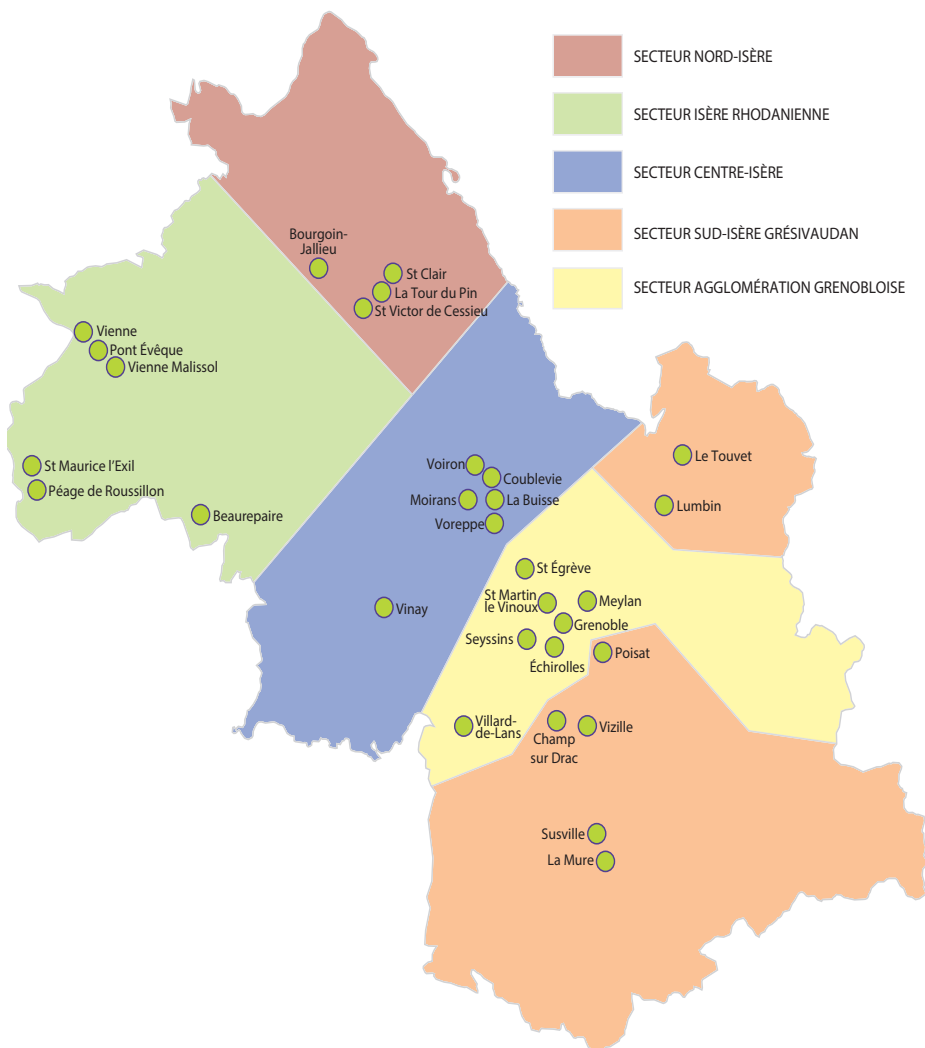 SECTEUR NORD-ISÈRE
SECTEUR ISÈRE RHODANIENNE
SECTEUR CENTRE-ISÈRE
SECTEUR SUD-ISÈRE GRÉSIVAUDAN
SECTEUR AGGLOMÉRATION GRENOBLOISE
Bourgoin-
Jallieu
St Clair
La Tour du Pin
St Victor de Cessieu
Vienne
Pont Évêque
Vienne Malissol
St Maurice l'Exil
Péage de Roussillon
Beaurepaire
Voiron
Coublevie
Moirans
La Buisse
Voreppe
Vinay
Le Touvet
Lumbin
St Égrève
St Martin
le Vinoux
Meylan
Grenoble
Seyssins
Échirolles
Poisat
Villard-
de-Lans
Champ
sur Drac
Vizille
Susville
La Mure